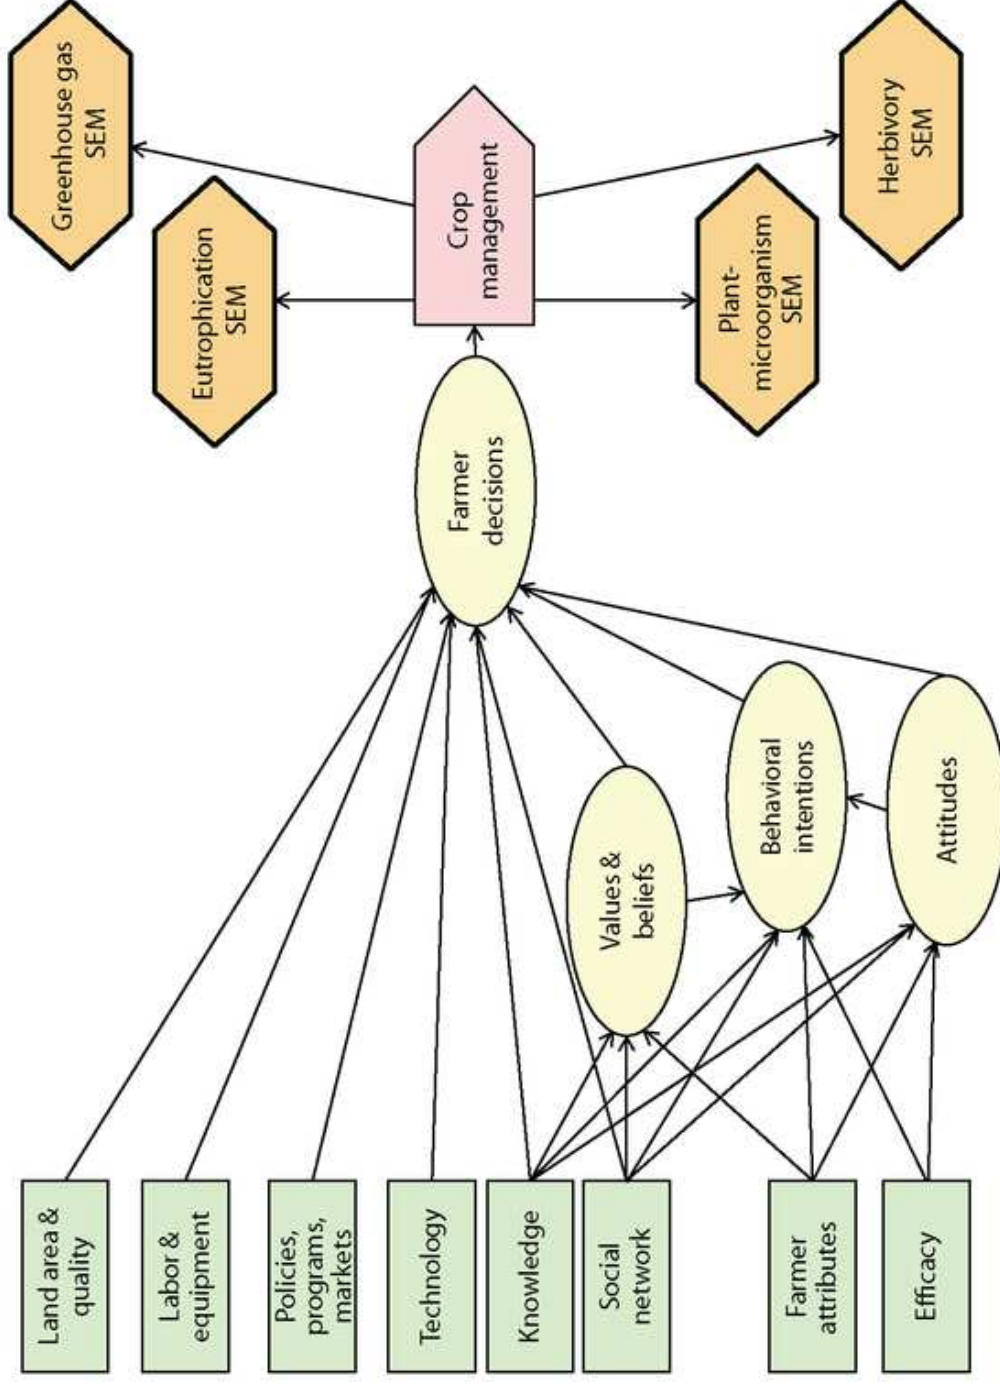 Land area &
quality
Labor &
equipment
Policies,
programs,
markets
Technology
Knowledge
Social
network
Farmer
attributes
Efficacy
Values &
beliefs
Behavioral
intentions
Attitudes
Farmer
decisions
Crop
management
Greenhouse gas
SEM
Eutrophication
SEM
Plant-
microorganism
SEM
Herbivory
SEM